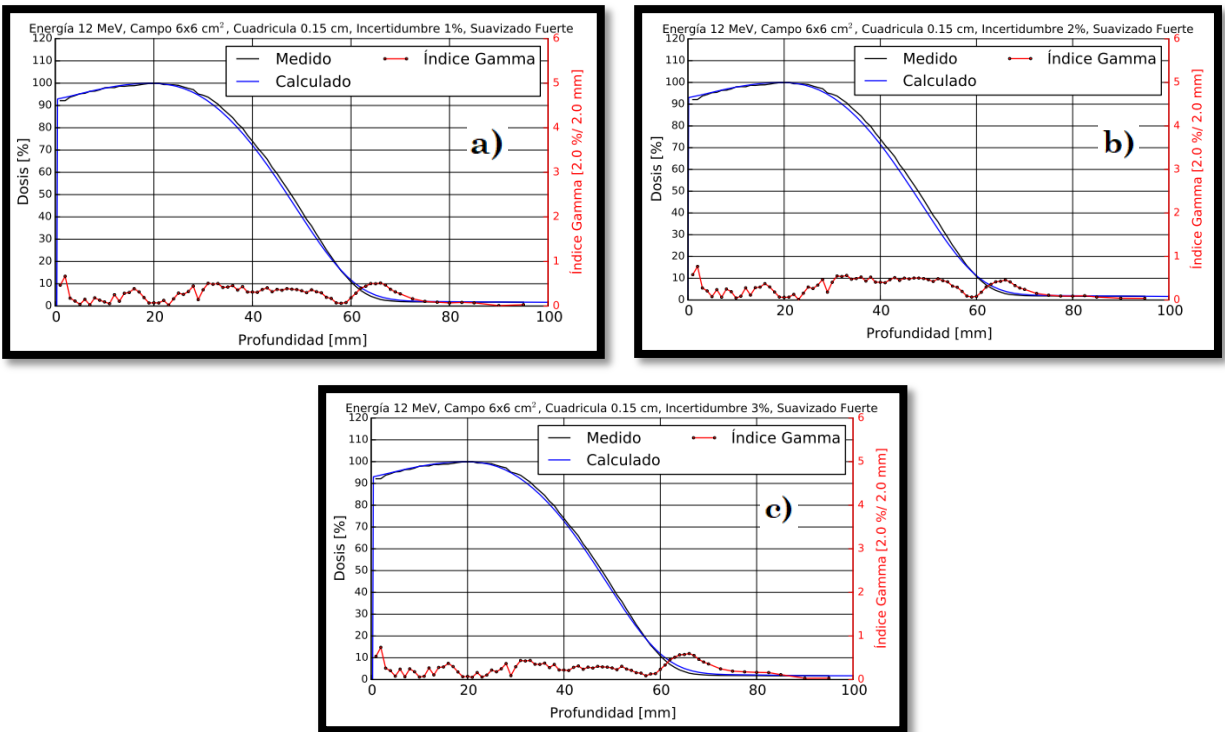 Energía 12 MeV, Campo 6x6 cm², Cuadricula 0.15 cm, Incertidumbre 1%, Suavizado Fuerte
120
110
100
90
80
70
60
50
40
30
20
10
0
Dosis [%]
Medido
Calculado
Índice Gamma
a)
6
5
4
3
2
1
0
Índice Gamma [2.0 %/ 2.0 mm]
0 20 40 60 80 100
Profundidad [mm]
Energía 12 MeV, Campo 6x6 cm², Cuadricula 0.15 cm, Incertidumbre 2%, Suavizado Fuerte
120
110
100
90
80
70
60
50
40
30
20
10
0
Dosis [%]
Medido
Calculado
Índice Gamma
b)
6
5
4
3
2
1
0
Índice Gamma [2.0 %/ 2.0 mm]
0 20 40 60 80 100
Profundidad [mm]
Energía 12 MeV, Campo 6x6 cm², Cuadricula 0.15 cm, Incertidumbre 3%, Suavizado Fuerte
120
110
100
90
80
70
60
50
40
30
20
10
0
Dosis [%]
Medido
Calculado
Índice Gamma
c)
6
5
4
3
2
1
0
Índice Gamma [2.0 %/ 2.0 mm]
0 20 40 60 80 100
Profundidad [mm]